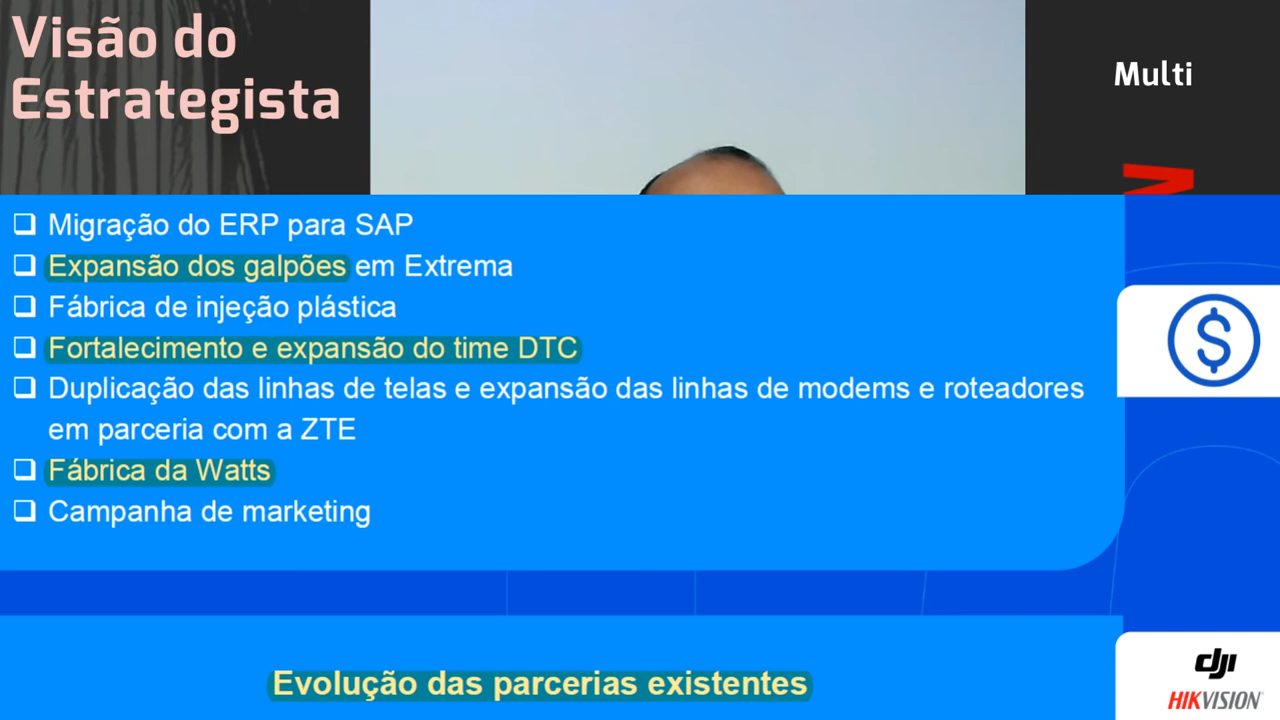 Visão do
Estrategista
Multi
Migração do ERP para SAP
Expansão dos galpões em Extrema
Fábrica de injeção plástica
Fortalecimento e expansão do time DTC
Duplicação das linhas de telas e expansão das linhas de modems e roteadores
em parceria com a ZTE
Fábrica da Watts
Campanha de marketing
$
Evolução das parcerias existentes
dji
HIKVISION